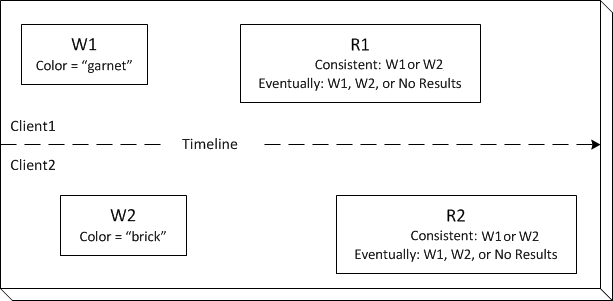 W1
Color = “garnet”
R1
Consistent: W1 or W2
Eventually: W1, W2, or No Results
Client1
Timeline
Client2
W2
Color = “brick”
R2
Consistent: W1 or W2
Eventually: W1, W2, or No Results